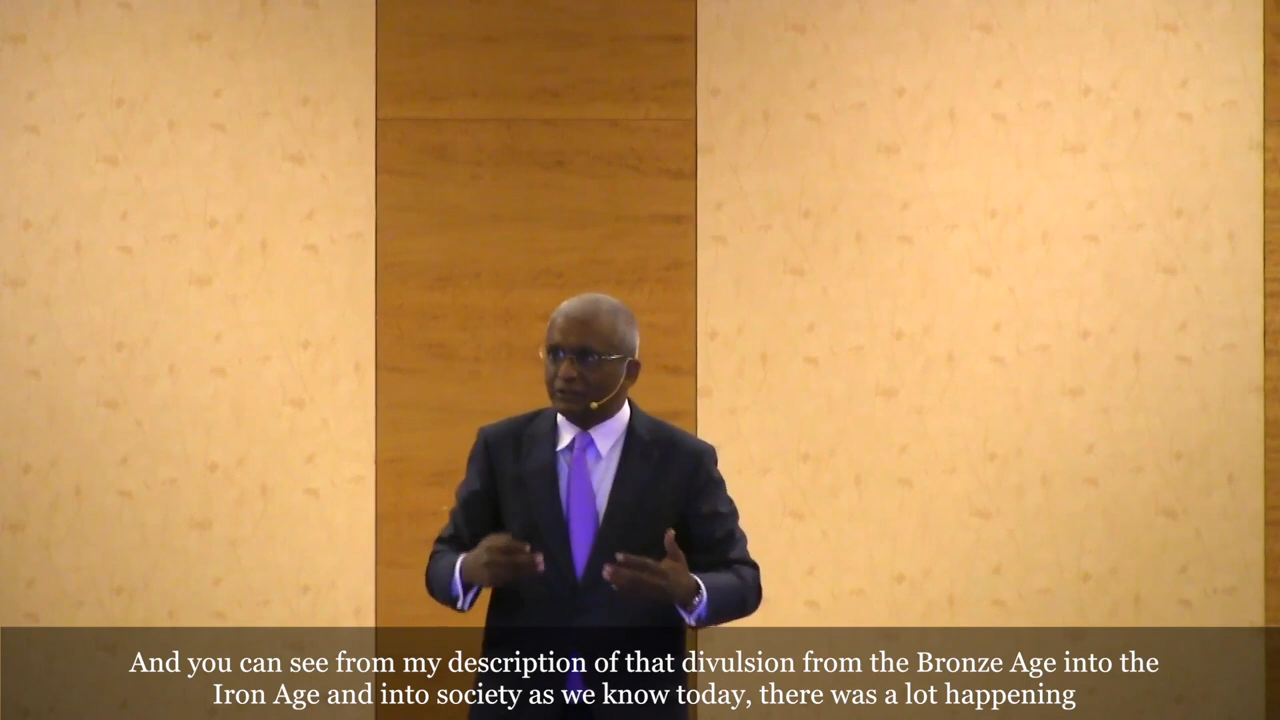 And you can see from my description of that divulsion from the Bronze Age into the
Iron Age and into society as we know today, there was a lot happening